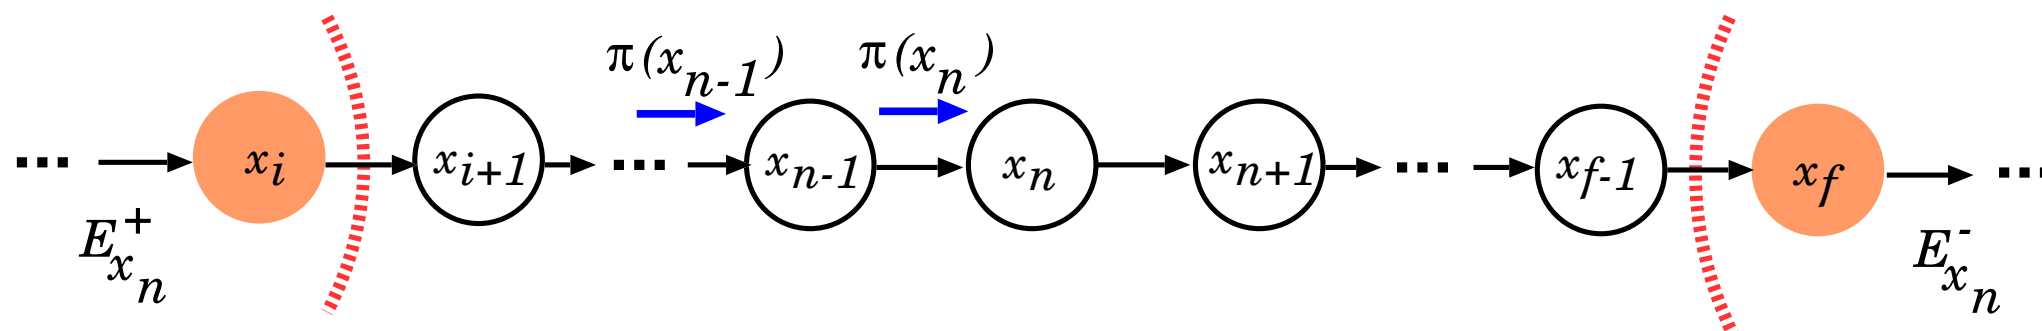 π(x_{n-1}) π(x_n)
... x_i x_{i+1} ... x_{n-1} x_n x_{n+1} ... x_{f-1} x_f ...
E^+_{x_n} E^-_{x_n}